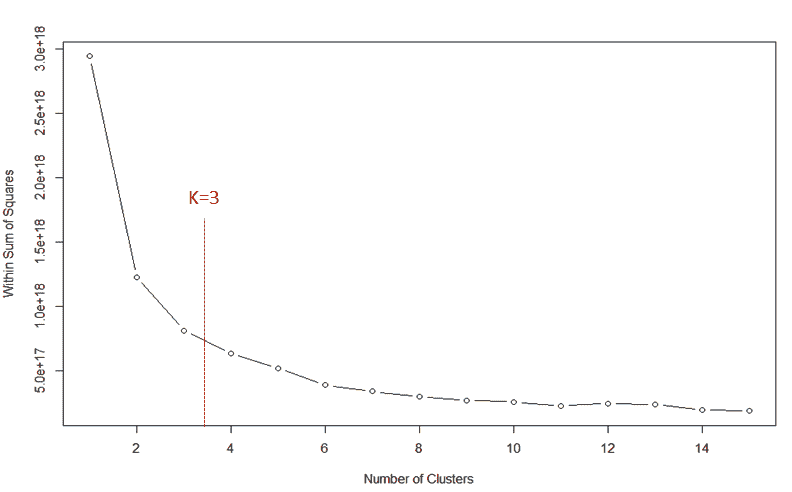 3.0e+18
2.5e+18
2.0e+18
1.5e+18
1.0e+18
5.0e+17
Within Sum of Squares
K=3
2 4 6 8 10 12 14
Number of Clusters